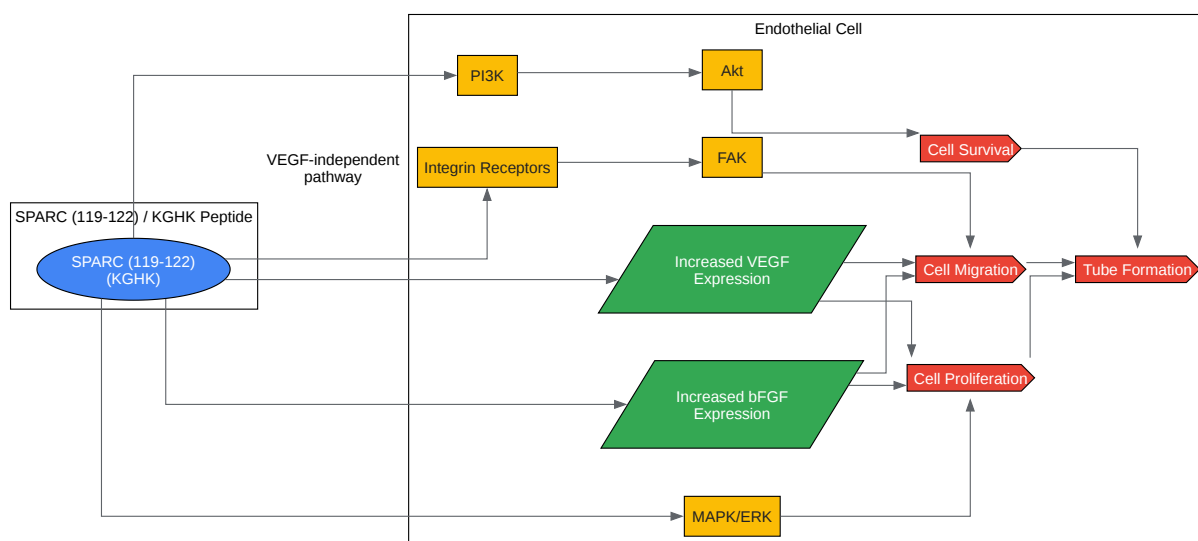 Endothelial Cell
PI3K
Akt
VEGF-independent
pathway
Integrin Receptors
FAK
Cell Survival
SPARC (119-122) / KGHK Peptide
SPARC (119-122)
(KGHK)
Increased VEGF
Expression
Cell Migration
Tube Formation
Increased bFGF
Expression
Cell Proliferation
MAPK/ERK